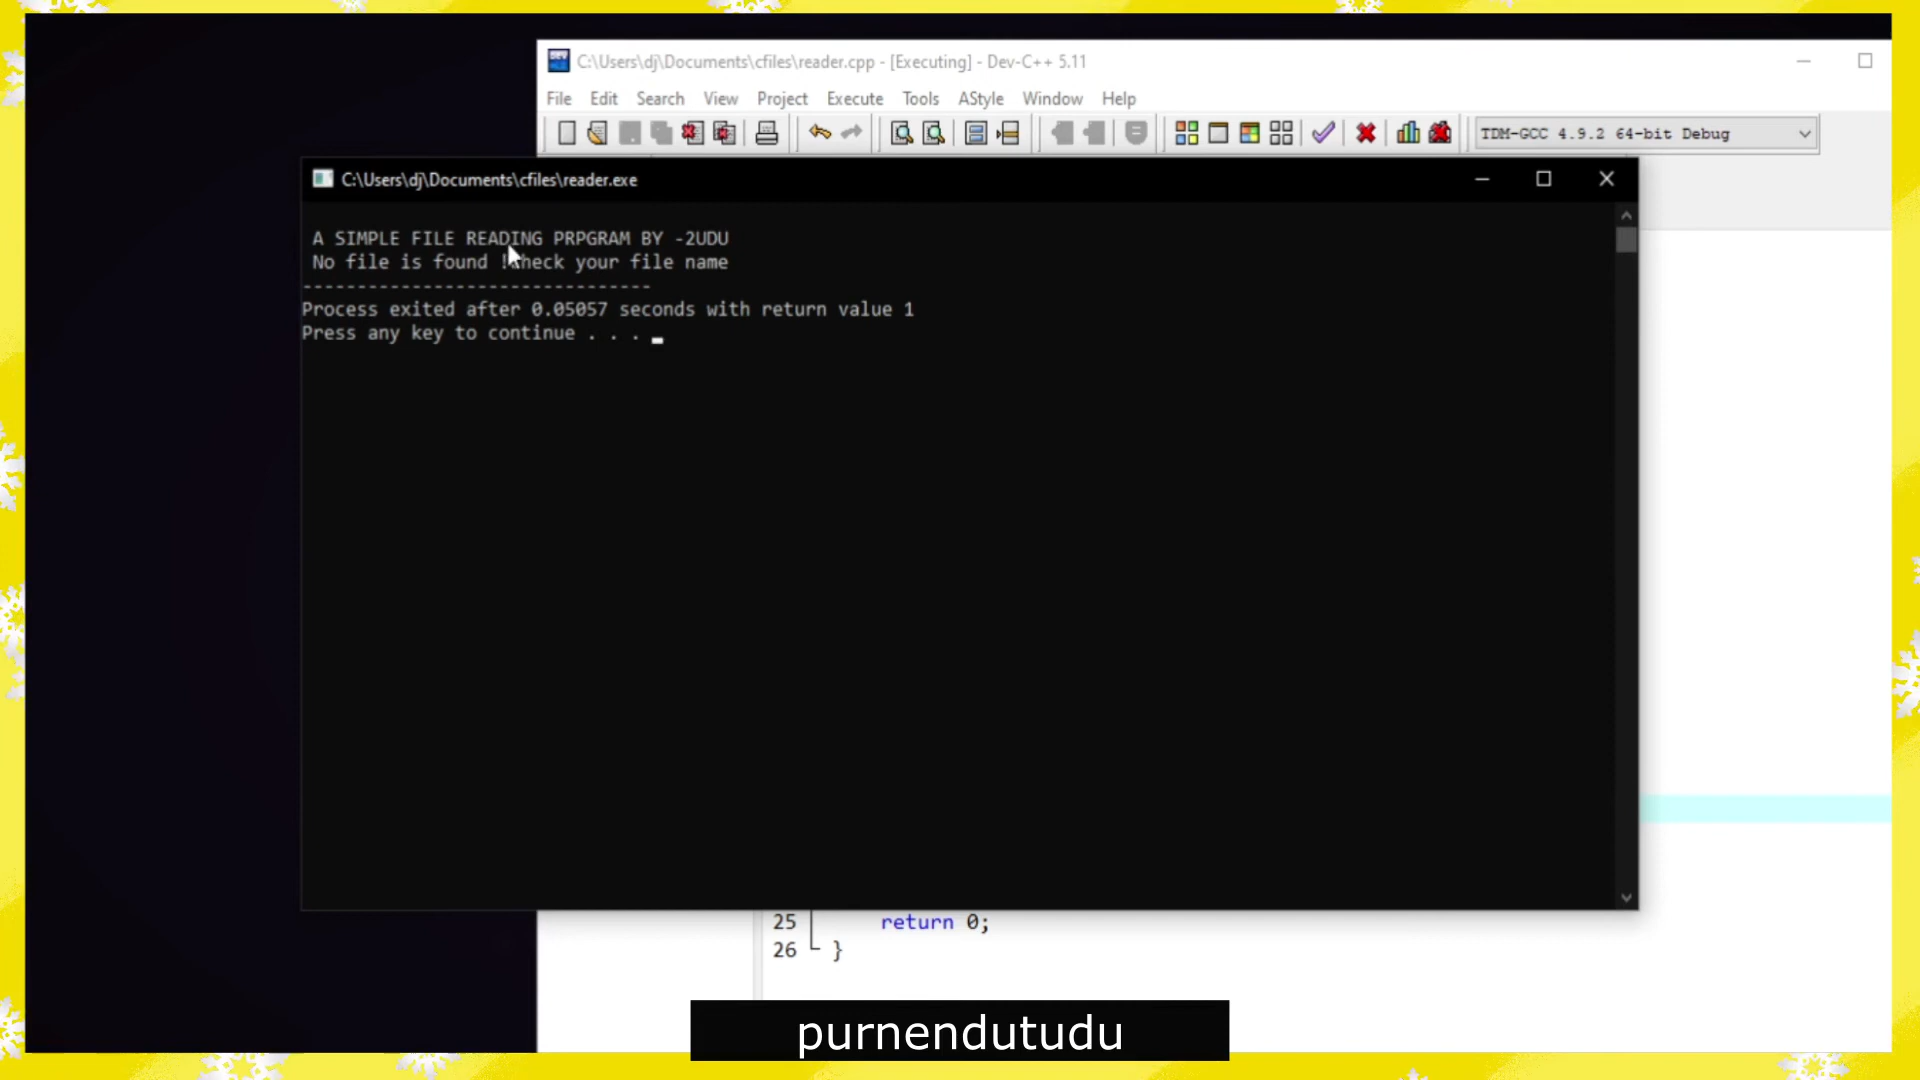 C:\Users\dj\Documents\cfiles\reader.cpp - [Executing] - Dev-C++ 5.11
File Edit Search View Project Execute Tools AStyle Window Help
TDM-GCC 4.9.2 64-bit Debug
C:\Users\dj\Documents\cfiles\reader.exe
A SIMPLE FILE READING PRPGRAM BY -2UDU
No file is found !heck your file name
--------------------------------
Process exited after 0.05057 seconds with return value 1
Press any key to continue . . .
25 return 0;
26 }
purnendutudu